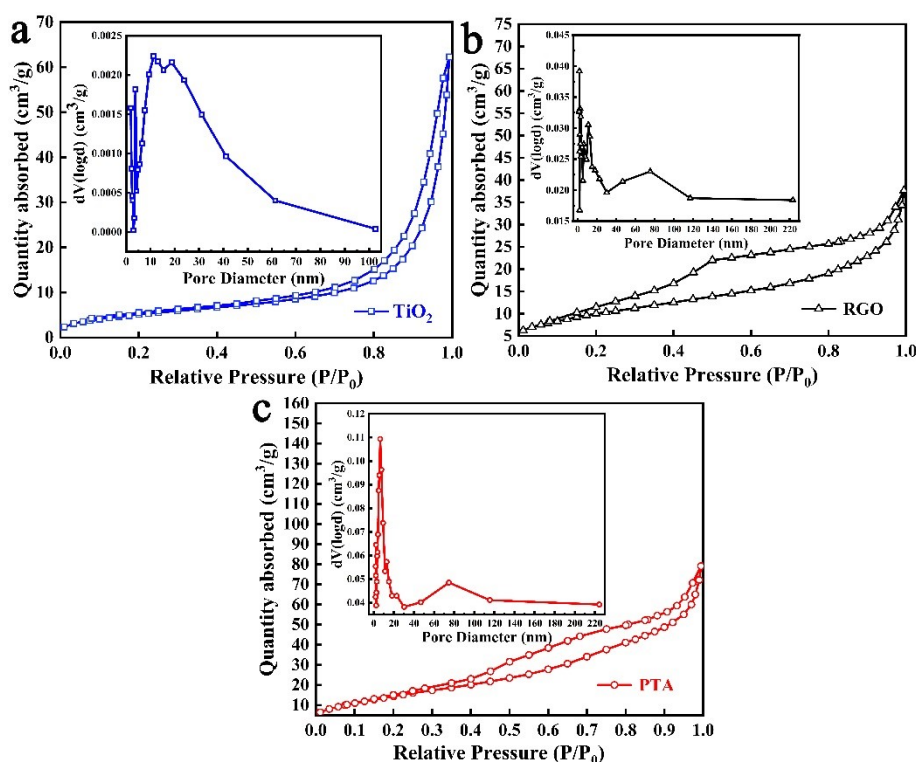 a
Quantity absorbed (cm³/g)
70
60
50
40
30
20
10
0
0.0 0.2 0.4 0.6 0.8 1.0
Relative Pressure (P/P₀)
TiO₂
dV(logd) (cm³/g)
0.0025
0.0020
0.0015
0.0010
0.0005
0.0000
0 10 20 30 40 50 60 70 80 90 100
Pore Diameter (nm)
b
Quantity absorbed (cm³/g)
75
70
65
60
55
50
45
40
35
30
25
20
15
10
5
0.0 0.2 0.4 0.6 0.8 1.0
Relative Pressure (P/P₀)
RGO
dV(logd) (cm³/g)
0.045
0.040
0.035
0.030
0.025
0.020
0.015
0 20 40 60 80 100 120 140 160 180 200 220
Pore Diameter (nm)
c
Quantity absorbed (cm³/g)
160
150
140
130
120
110
100
90
80
70
60
50
40
30
20
10
0.0 0.1 0.2 0.3 0.4 0.5 0.6 0.7 0.8 0.9 1.0
Relative Pressure (P/P₀)
PTA
dV(logd) (cm³/g)
0.12
0.11
0.10
0.09
0.08
0.07
0.06
0.05
0.04
0 20 40 60 80 100 120 140 160 180 200 220
Pore Diameter (nm)